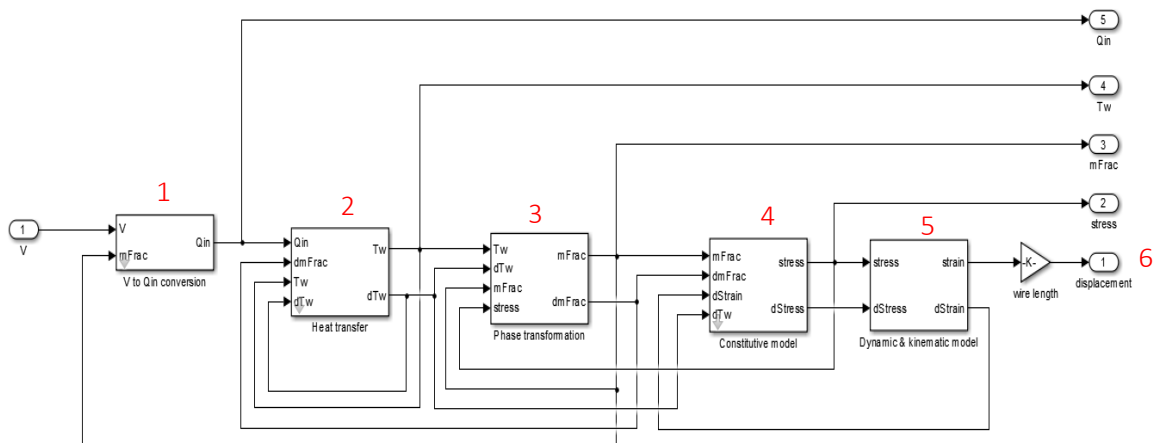 5
Qin
4
Tw
3
mFrac
2
stress
1
displacement
6
1
V
1
V
mFrac
Qin
V to Qin conversion
2
Qin
dmFrac
Tw
dTw
Tw
dTw
Heat transfer
3
Tw
dTw
mFrac
stress
mFrac
dmFrac
Phase transformation
4
mFrac
dmFrac
dStrain
dTw
stress
dStress
Constitutive model
5
stress
dStress
strain
dStrain
Dynamic & kinematic model
-K-
wire length